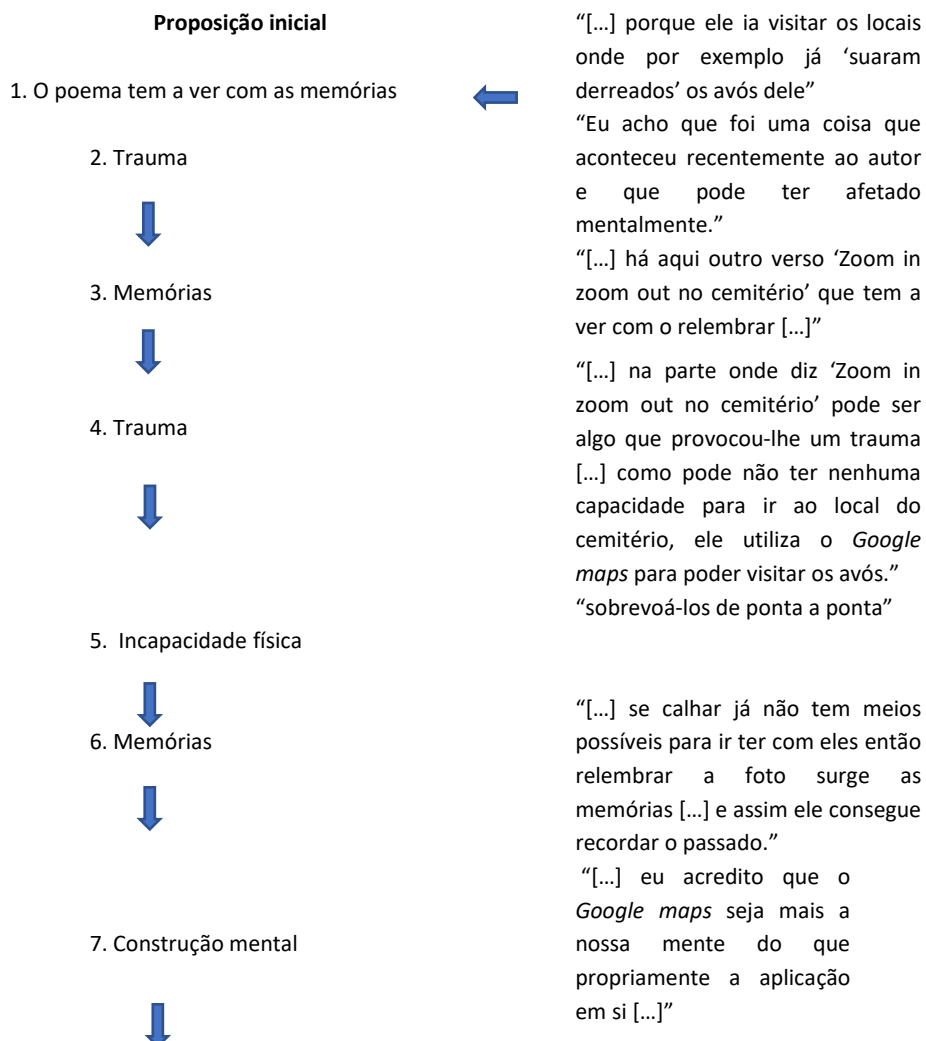 Proposição inicial
1. O poema tem a ver com as memórias
2. Trauma
3. Memórias
4. Trauma
5. Incapacidade física
6. Memórias
7. Construção mental
“[…] porque ele ia visitar os locais
onde por exemplo já ‘suaram
derreados’ os avós dele”
“Eu acho que foi uma coisa que
aconteceu recentemente ao autor
e que pode ter afetado
mentalmente.”
“[…] há aqui outro verso ‘Zoom in
zoom out no cemitério’ que tem a
ver com o relembrar […]”
“[…] na parte onde diz ‘Zoom in
zoom out no cemitério’ pode ser
algo que provocou-lhe um trauma
[…] como pode não ter nenhuma
capacidade para ir ao local do
cemitério, ele utiliza o Google
maps para poder visitar os avós.”
“sobrevoá-los de ponta a ponta”
“[…] se calhar já não tem meios
possíveis para ir ter com eles então
relembrar a foto surge as
memórias […] e assim ele consegue
recordar o passado.”
“[…] eu acredito que o
Google maps seja mais a
nossa mente do que
propriamente a aplicação
em si […]”